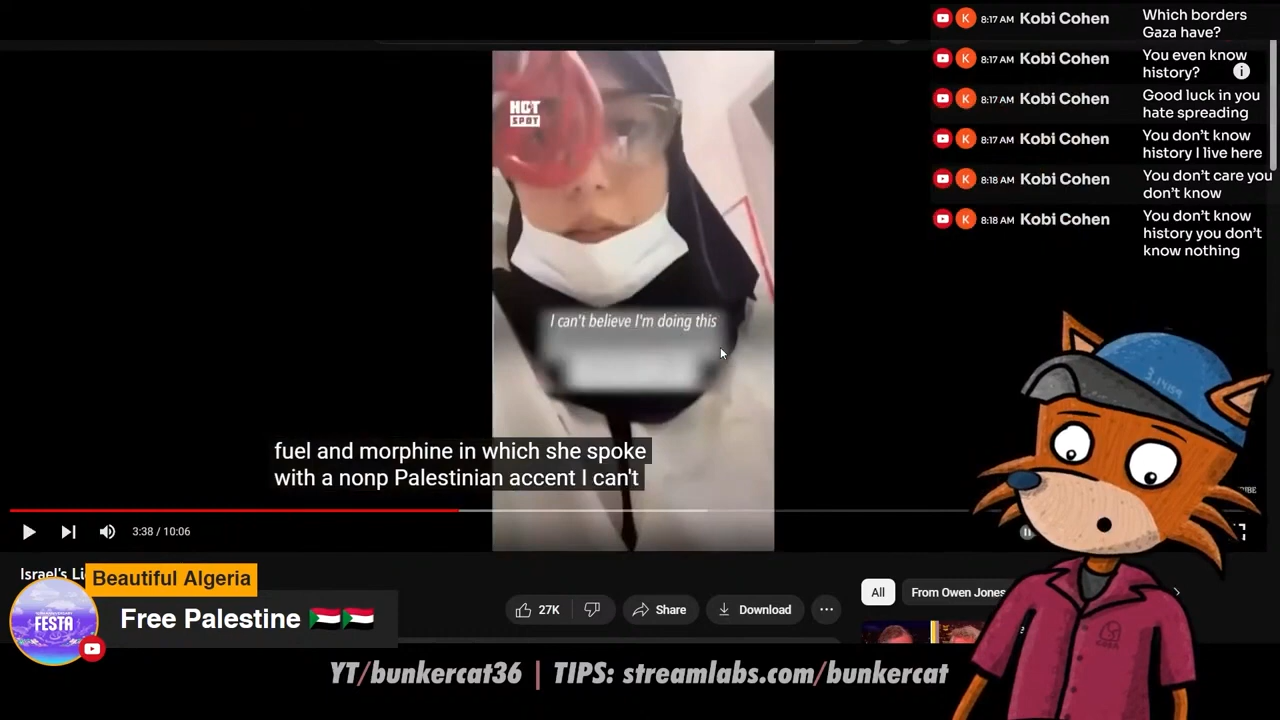 8:17 AM Kobi Cohen Which borders
Gaza have?
8:17 AM Kobi Cohen You even know
history?
8:17 AM Kobi Cohen Good luck in you
hate spreading
8:17 AM Kobi Cohen You don't know
history I live here
8:18 AM Kobi Cohen You don't care you
don't know
8:18 AM Kobi Cohen You don't know
history you don't
know nothing
HOT
SPOT
I can't believe I'm doing this
fuel and morphine in which she spoke
with a nonp Palestinian accent I can't
3:38 / 10:06
Israel's
Beautiful Algeria
FESTA
Free Palestine 🇸🇩🇸🇩
27K
Share
Download
All
From Owen Jones
3.14159
YT/bunkercat36 | TIPS: streamlabs.com/bunkercat